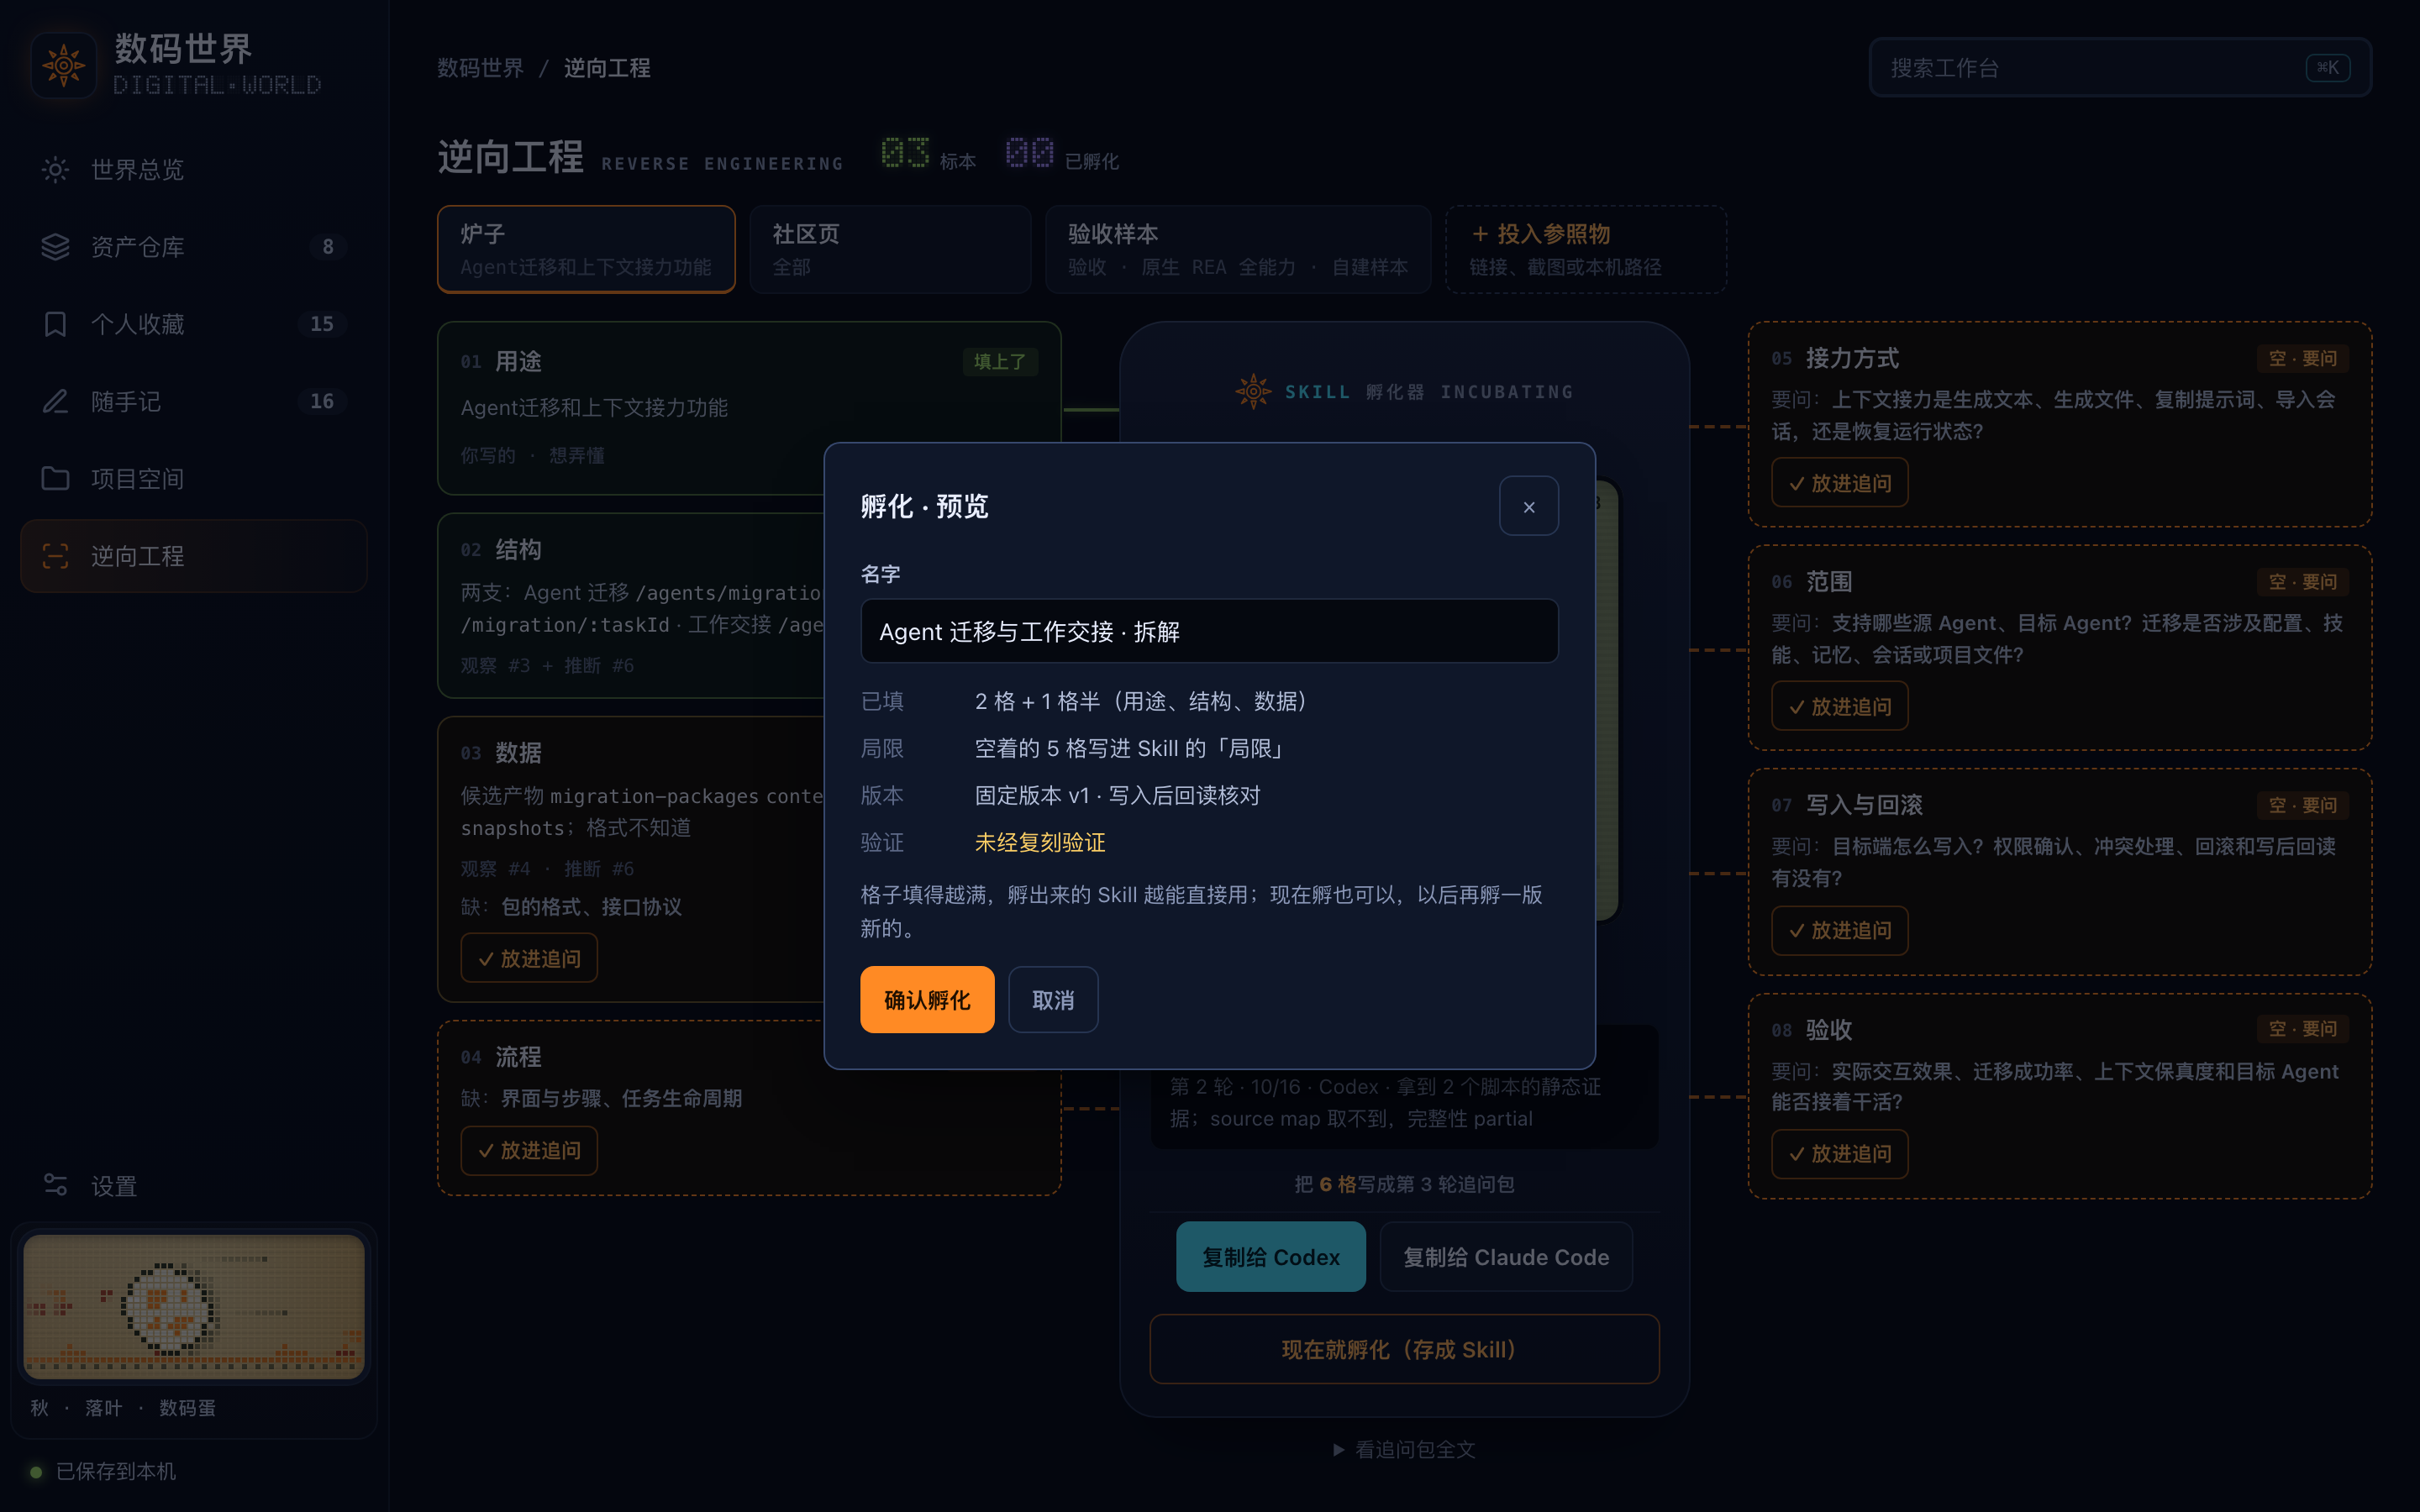 数码世界
DIGITAL·WORLD
世界总览
资产仓库 8
个人收藏 15
随手记 16
项目空间
逆向工程
设置
秋 · 落叶 · 数码蛋
已保存到本机
数码世界 / 逆向工程
搜索工作台 ⌘K
逆向工程 REVERSE ENGINEERING 03 标本 00 已孵化
炉子
Agent迁移和上下文接力功能
社区页
全部
验收样本
验收 · 原生 REA 全能力 · 自建样本
+ 投入参照物
链接、截图或本机路径
01 用途 填上了
Agent迁移和上下文接力功能
你写的 · 想弄懂
02 结构
两支：Agent 迁移 /agents/migration
/migration/:taskId · 工作交接 /age
观察 #3 + 推断 #6
03 数据
候选产物 migration-packages conte
snapshots；格式不知道
观察 #4 · 推断 #6
缺：包的格式、接口协议
✓ 放进追问
04 流程
缺：界面与步骤、任务生命周期
✓ 放进追问
SKILL 孵化器 INCUBATING
孵化 · 预览 ×
名字
Agent 迁移与工作交接 · 拆解
已填 2 格 + 1 格半（用途、结构、数据）
局限 空着的 5 格写进 Skill 的「局限」
版本 固定版本 v1 · 写入后回读核对
验证 未经复刻验证
格子填得越满，孵出来的 Skill 越能直接用；现在孵也可以，以后再孵一版
新的。
确认孵化 取消
第 2 轮 · 10/16 · Codex · 拿到 2 个脚本的静态证
据；source map 取不到，完整性 partial
把 6 格写成第 3 轮追问包
复制给 Codex 复制给 Claude Code
现在就孵化（存成 Skill）
▶ 看追问包全文
05 接力方式 空 · 要问
要问：上下文接力是生成文本、生成文件、复制提示词、导入会
话，还是恢复运行状态？
✓ 放进追问
06 范围 空 · 要问
要问：支持哪些源 Agent、目标 Agent？迁移是否涉及配置、技
能、记忆、会话或项目文件？
✓ 放进追问
07 写入与回滚 空 · 要问
要问：目标端怎么写入？权限确认、冲突处理、回滚和写后回读
有没有？
✓ 放进追问
08 验收 空 · 要问
要问：实际交互效果、迁移成功率、上下文保真度和目标 Agent
能否接着干活？
✓ 放进追问